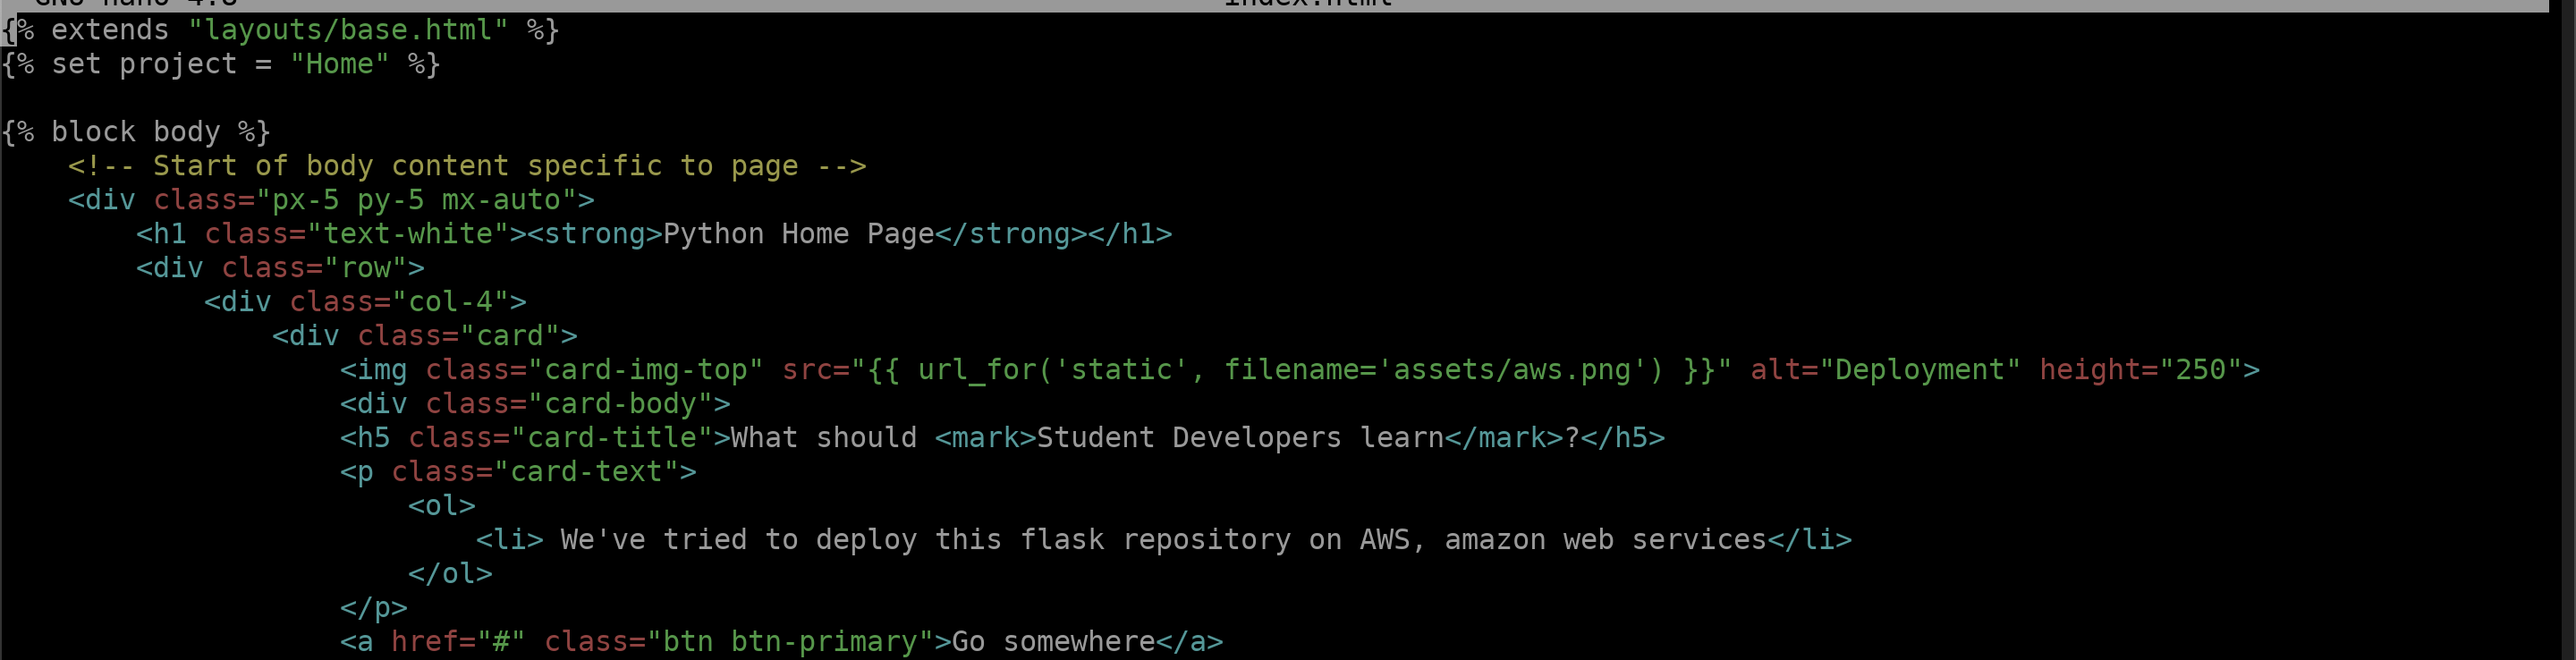 GNU nano 4.8 index.html
{% extends "layouts/base.html" %}
{% set project = "Home" %}
{% block body %}
<!-- Start of body content specific to page -->
<div class="px-5 py-5 mx-auto">
<h1 class="text-white"><strong>Python Home Page</strong></h1>
<div class="row">
<div class="col-4">
<div class="card">
<img class="card-img-top" src="{{ url_for('static', filename='assets/aws.png') }}" alt="Deployment" height="250">
<div class="card-body">
<h5 class="card-title">What should <mark>Student Developers learn</mark>?</h5>
<p class="card-text">
<ol>
<li> We've tried to deploy this flask repository on AWS, amazon web services</li>
</ol>
</p>
<a href="#" class="btn btn-primary">Go somewhere</a>